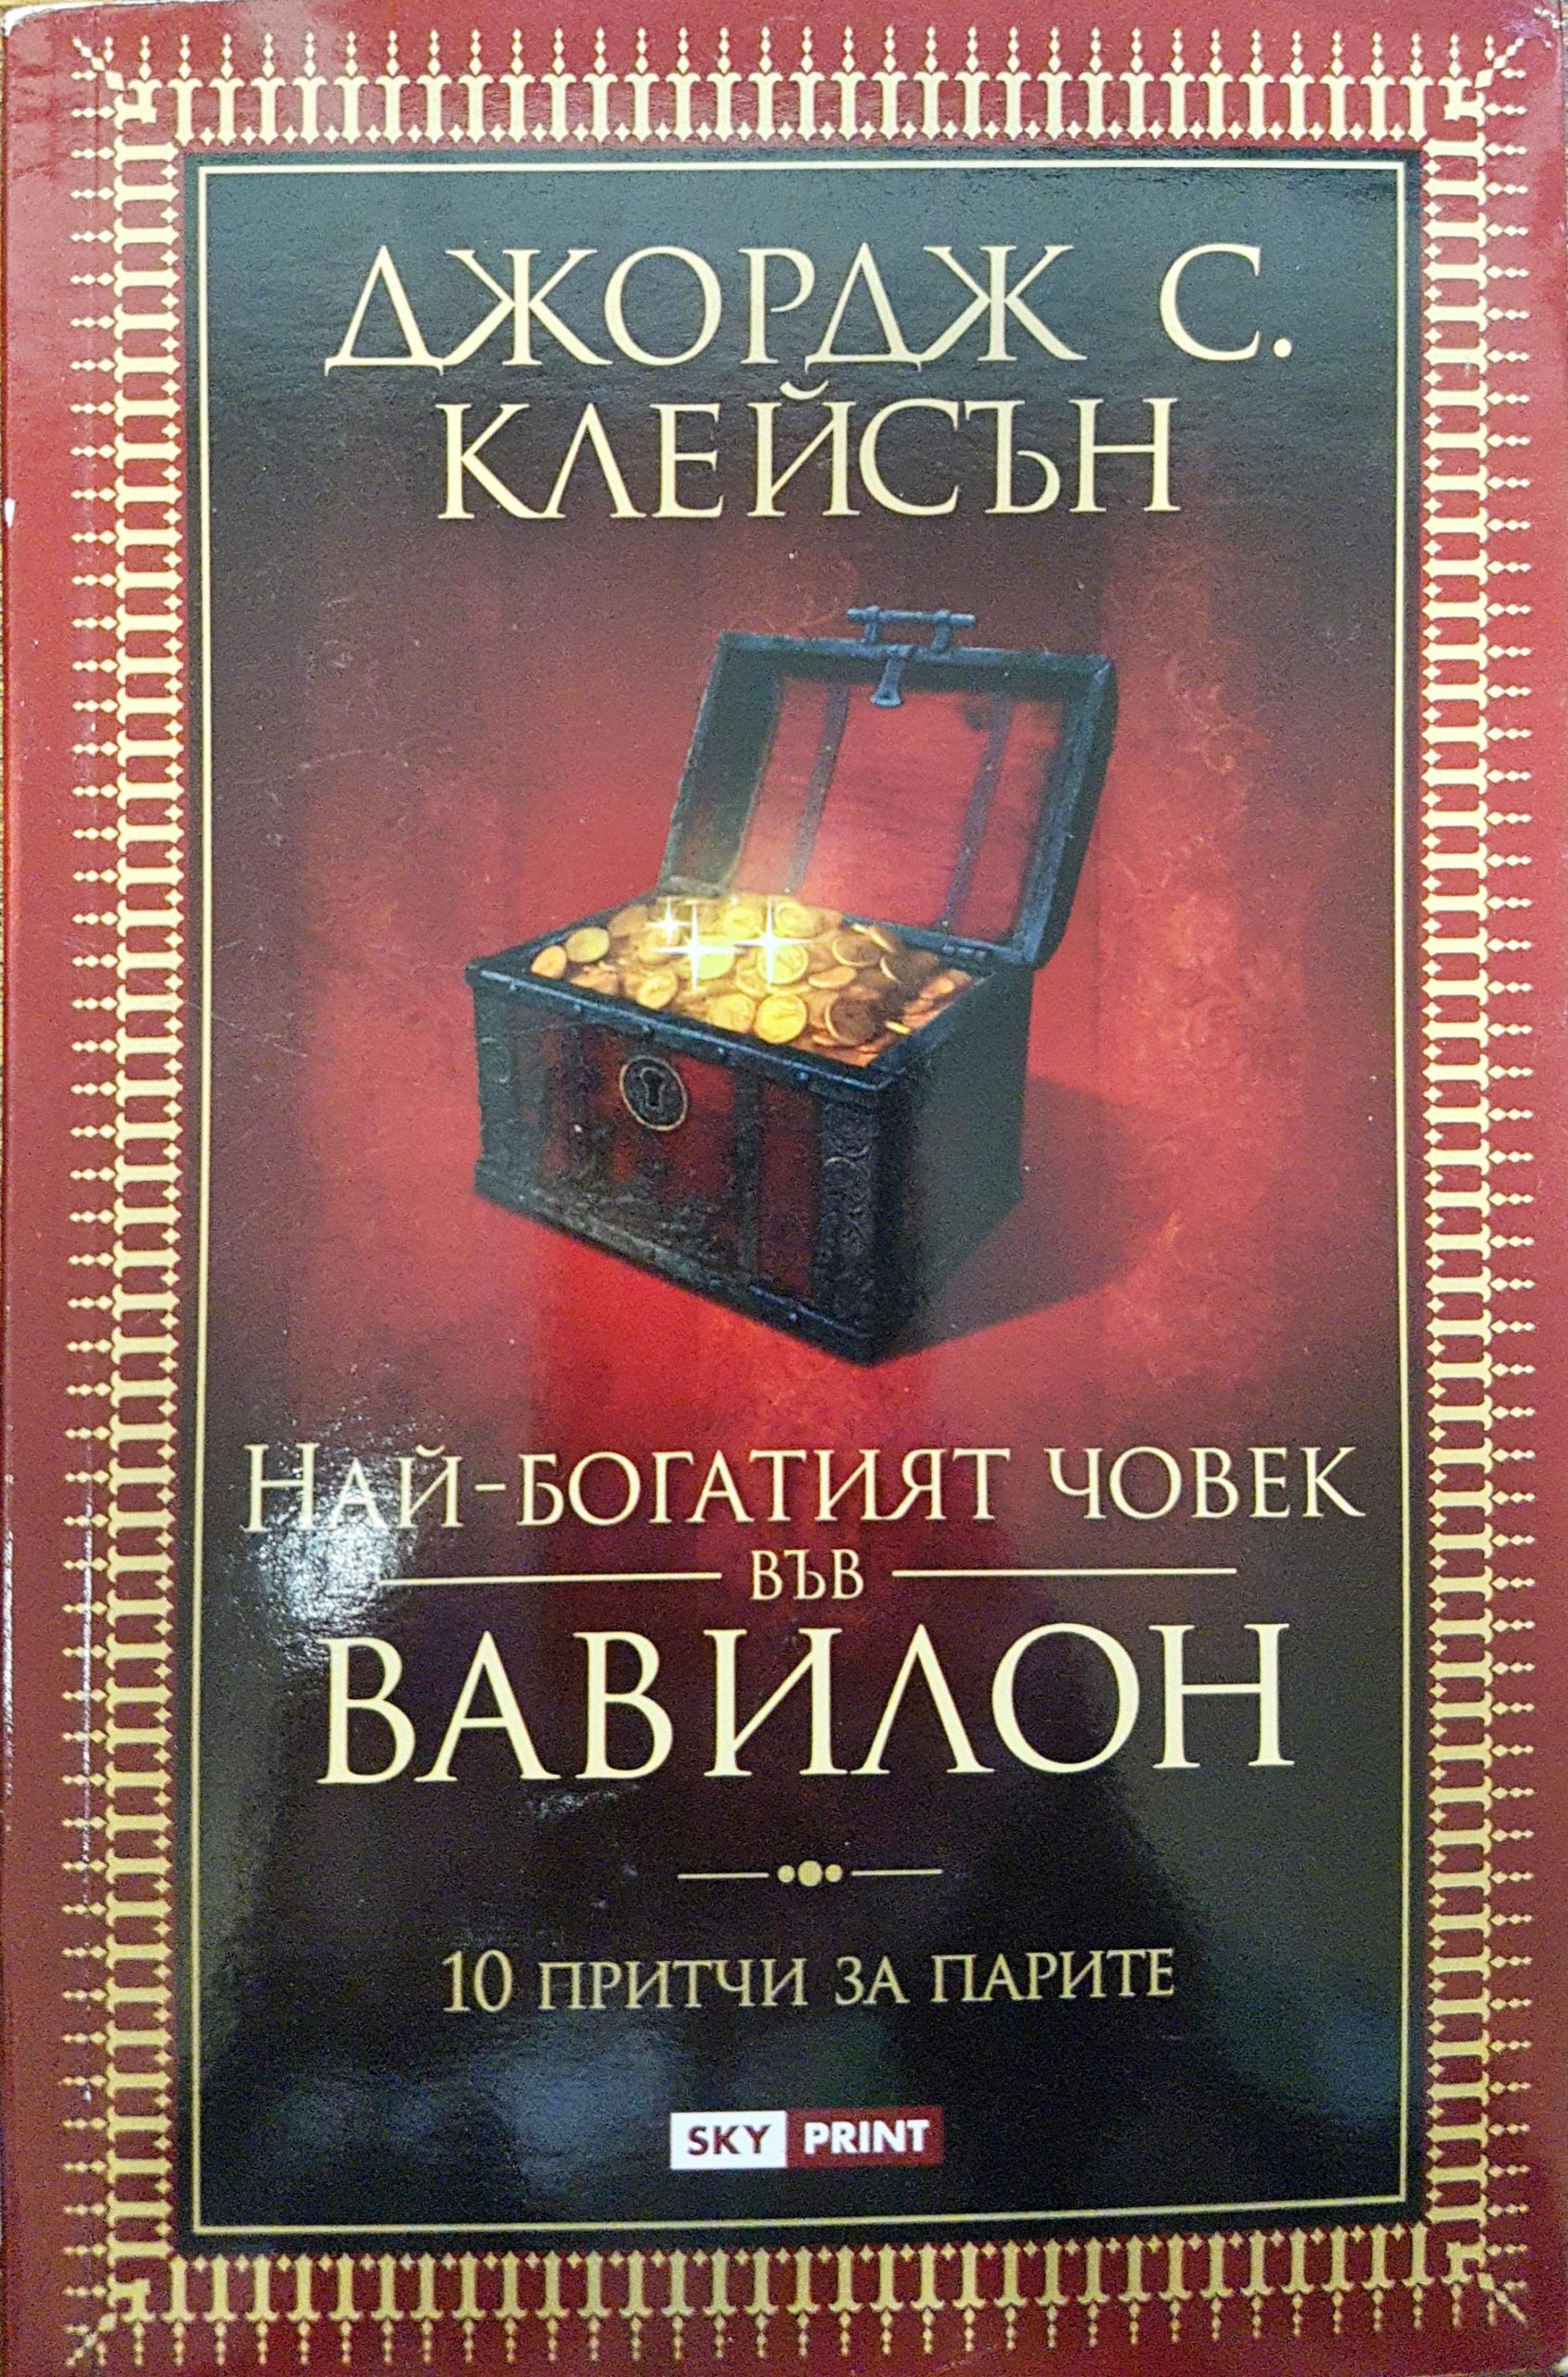 ДЖОРДЖ С.
КЛЕЙСЪН
НАЙ-БОГАТИЯТ ЧОВЕК
ВЪВ
ВАВИЛОН
10 ПРИТЧИ ЗА ПАРИТЕ
SKY PRINT